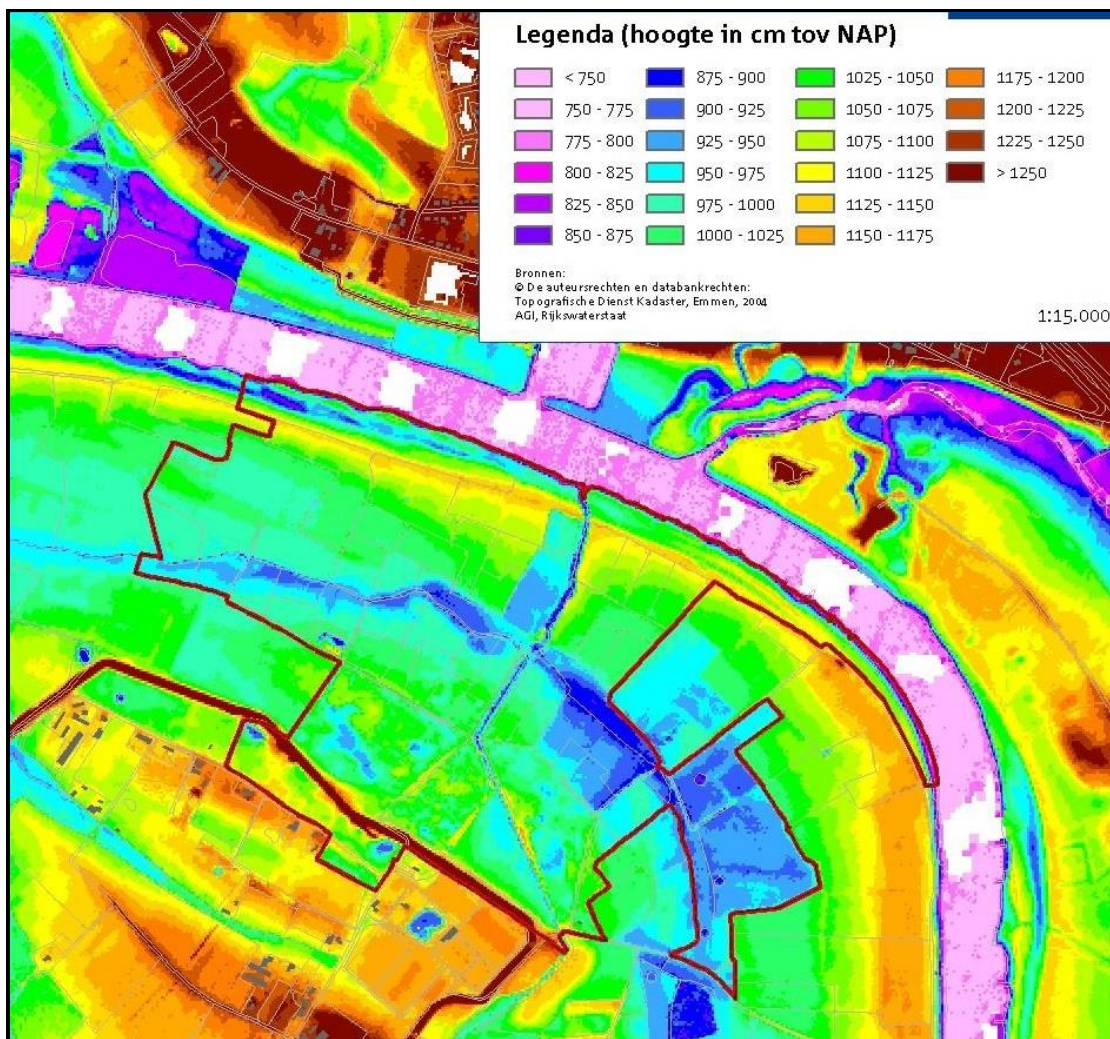 Legenda (hoogte in cm tov NAP)
< 750
750 - 775
775 - 800
800 - 825
825 - 850
850 - 875
875 - 900
900 - 925
925 - 950
950 - 975
975 - 1000
1000 - 1025
1025 - 1050
1050 - 1075
1075 - 1100
1100 - 1125
1125 - 1150
1150 - 1175
1175 - 1200
1200 - 1225
1225 - 1250
> 1250
Bronnen:
© De auteursrechten en databankrechten:
Topografische Dienst Kadaster, Emmen, 2004
AGI, Rijkswaterstaat
1:15.000